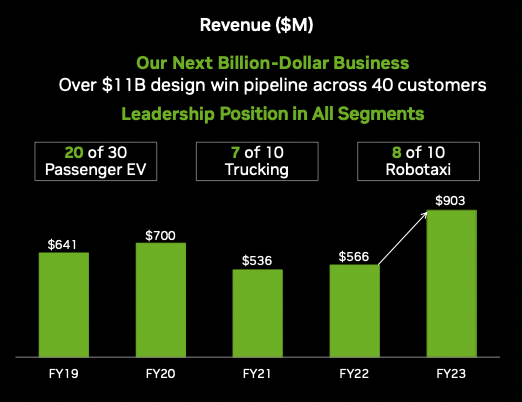 Revenue ($M)
Our Next Billion-Dollar Business
Over $11B design win pipeline across 40 customers
Leadership Position in All Segments
20 of 30
Passenger EV
7 of 10
Trucking
8 of 10
Robotaxi
$641
$700
$536
$566
$903
FY19
FY20
FY21
FY22
FY23